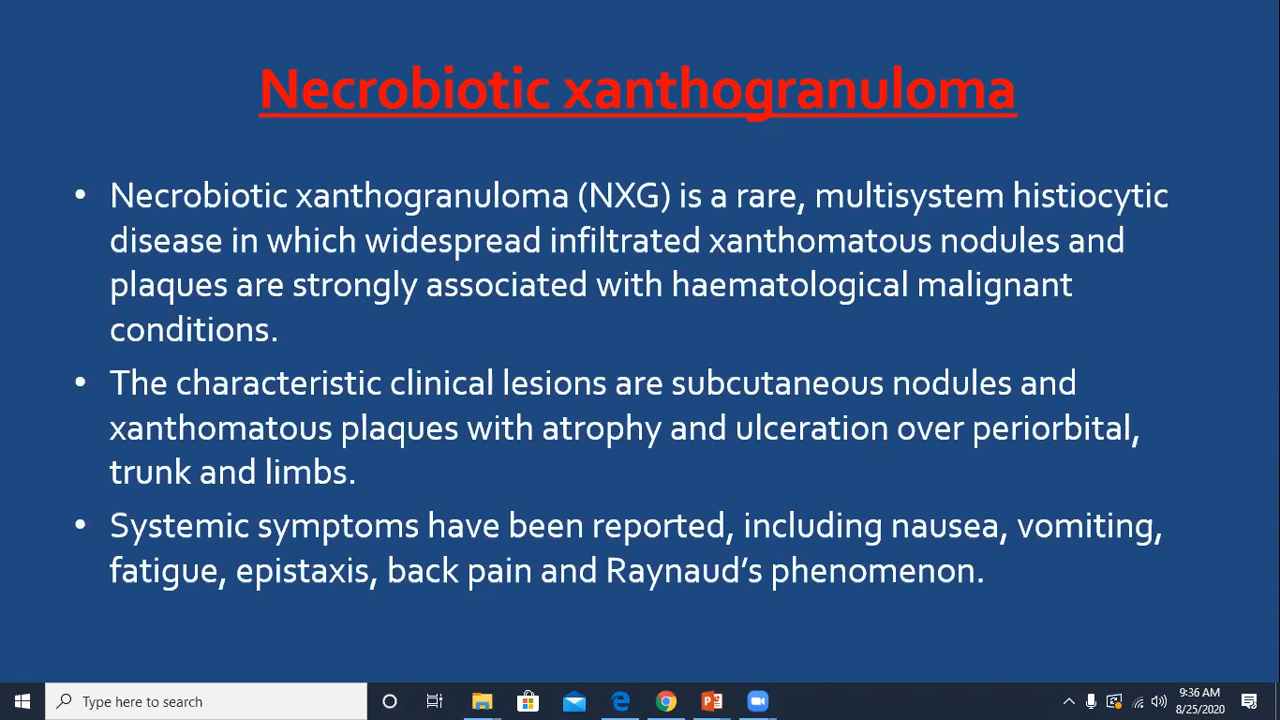 Necrobiotic xanthogranuloma
• Necrobiotic xanthogranuloma (NXG) is a rare, multisystem histiocytic
disease in which widespread infiltrated xanthomatous nodules and
plaques are strongly associated with haematological malignant
conditions.
• The characteristic clinical lesions are subcutaneous nodules and
xanthomatous plaques with atrophy and ulceration over periorbital,
trunk and limbs.
• Systemic symptoms have been reported, including nausea, vomiting,
fatigue, epistaxis, back pain and Raynaud’s phenomenon.
Type here to search
9:36 AM
8/25/2020